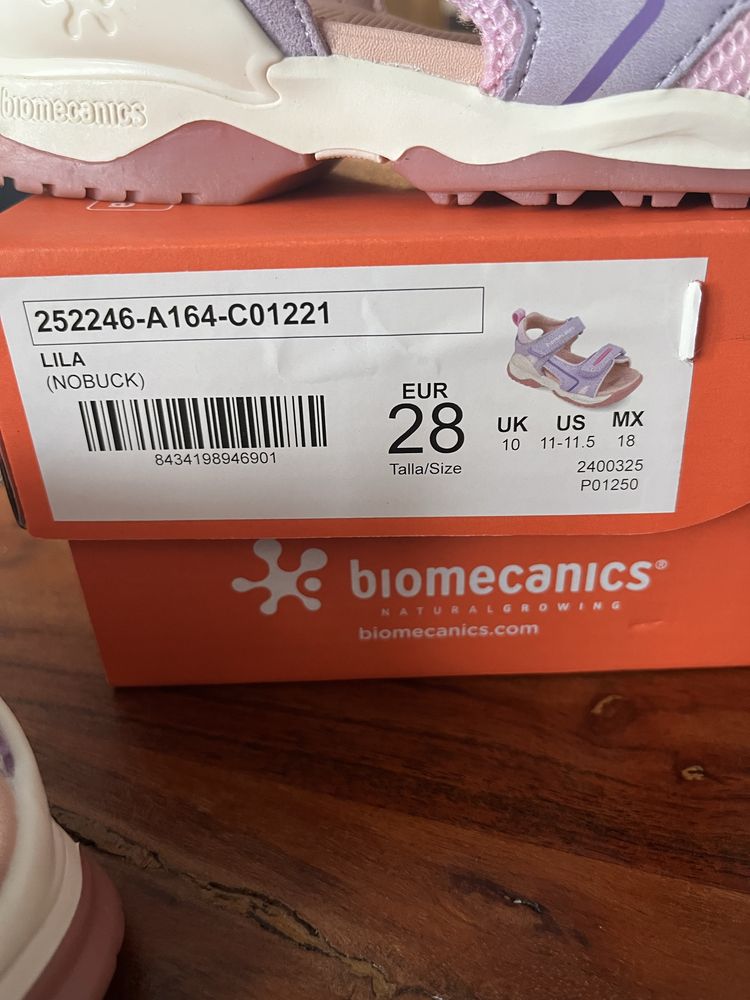 biomecanics
252246-A164-C01221
LILA
(NOBUCK)
8434198946901
EUR
28
Talla/Size
UK US MX
10 11-11.5 18
2400325
P01250
biomecanics®
NATURALGROWING
biomecanics.com